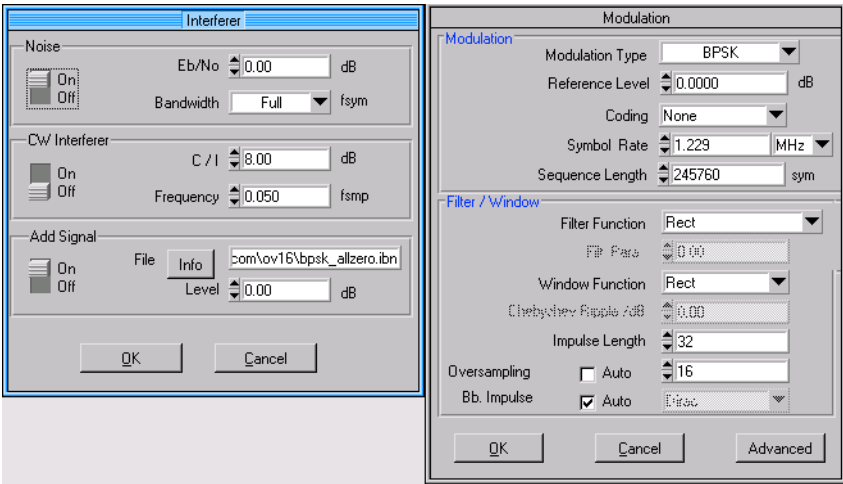 Interferer
Noise
On
Off
Eb/No 0.00 dB
Bandwidth Full fsym
CW Interferer
On
Off
C / I 8.00 dB
Frequency 0.050 fsmp
Add Signal
On
Off
File Info com\ov16\bpsk_allzero.ibn
Level 0.00 dB
OK Cancel
Modulation
Modulation
Modulation Type BPSK
Reference Level 0.0000 dB
Coding None
Symbol Rate 1.229 MHz
Sequence Length 245760 sym
Filter / Window
Filter Function Rect
Filt Para 0.00
Window Function Rect
Chebychev Ripple /dB 0.00
Impulse Length 32
Oversampling Auto 16
Bb. Impulse Auto Dirac
OK Cancel Advanced